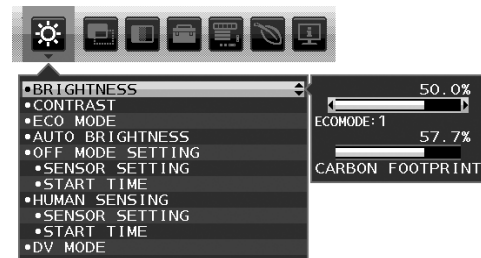 •BRIGHTNESS
•CONTRAST
•ECO MODE
•AUTO BRIGHTNESS
•OFF MODE SETTING
•SENSOR SETTING
•START TIME
•HUMAN SENSING
•SENSOR SETTING
•START TIME
•DV MODE
50.0%
ECOMODE:1
57.7%
CARBON FOOTPRINT